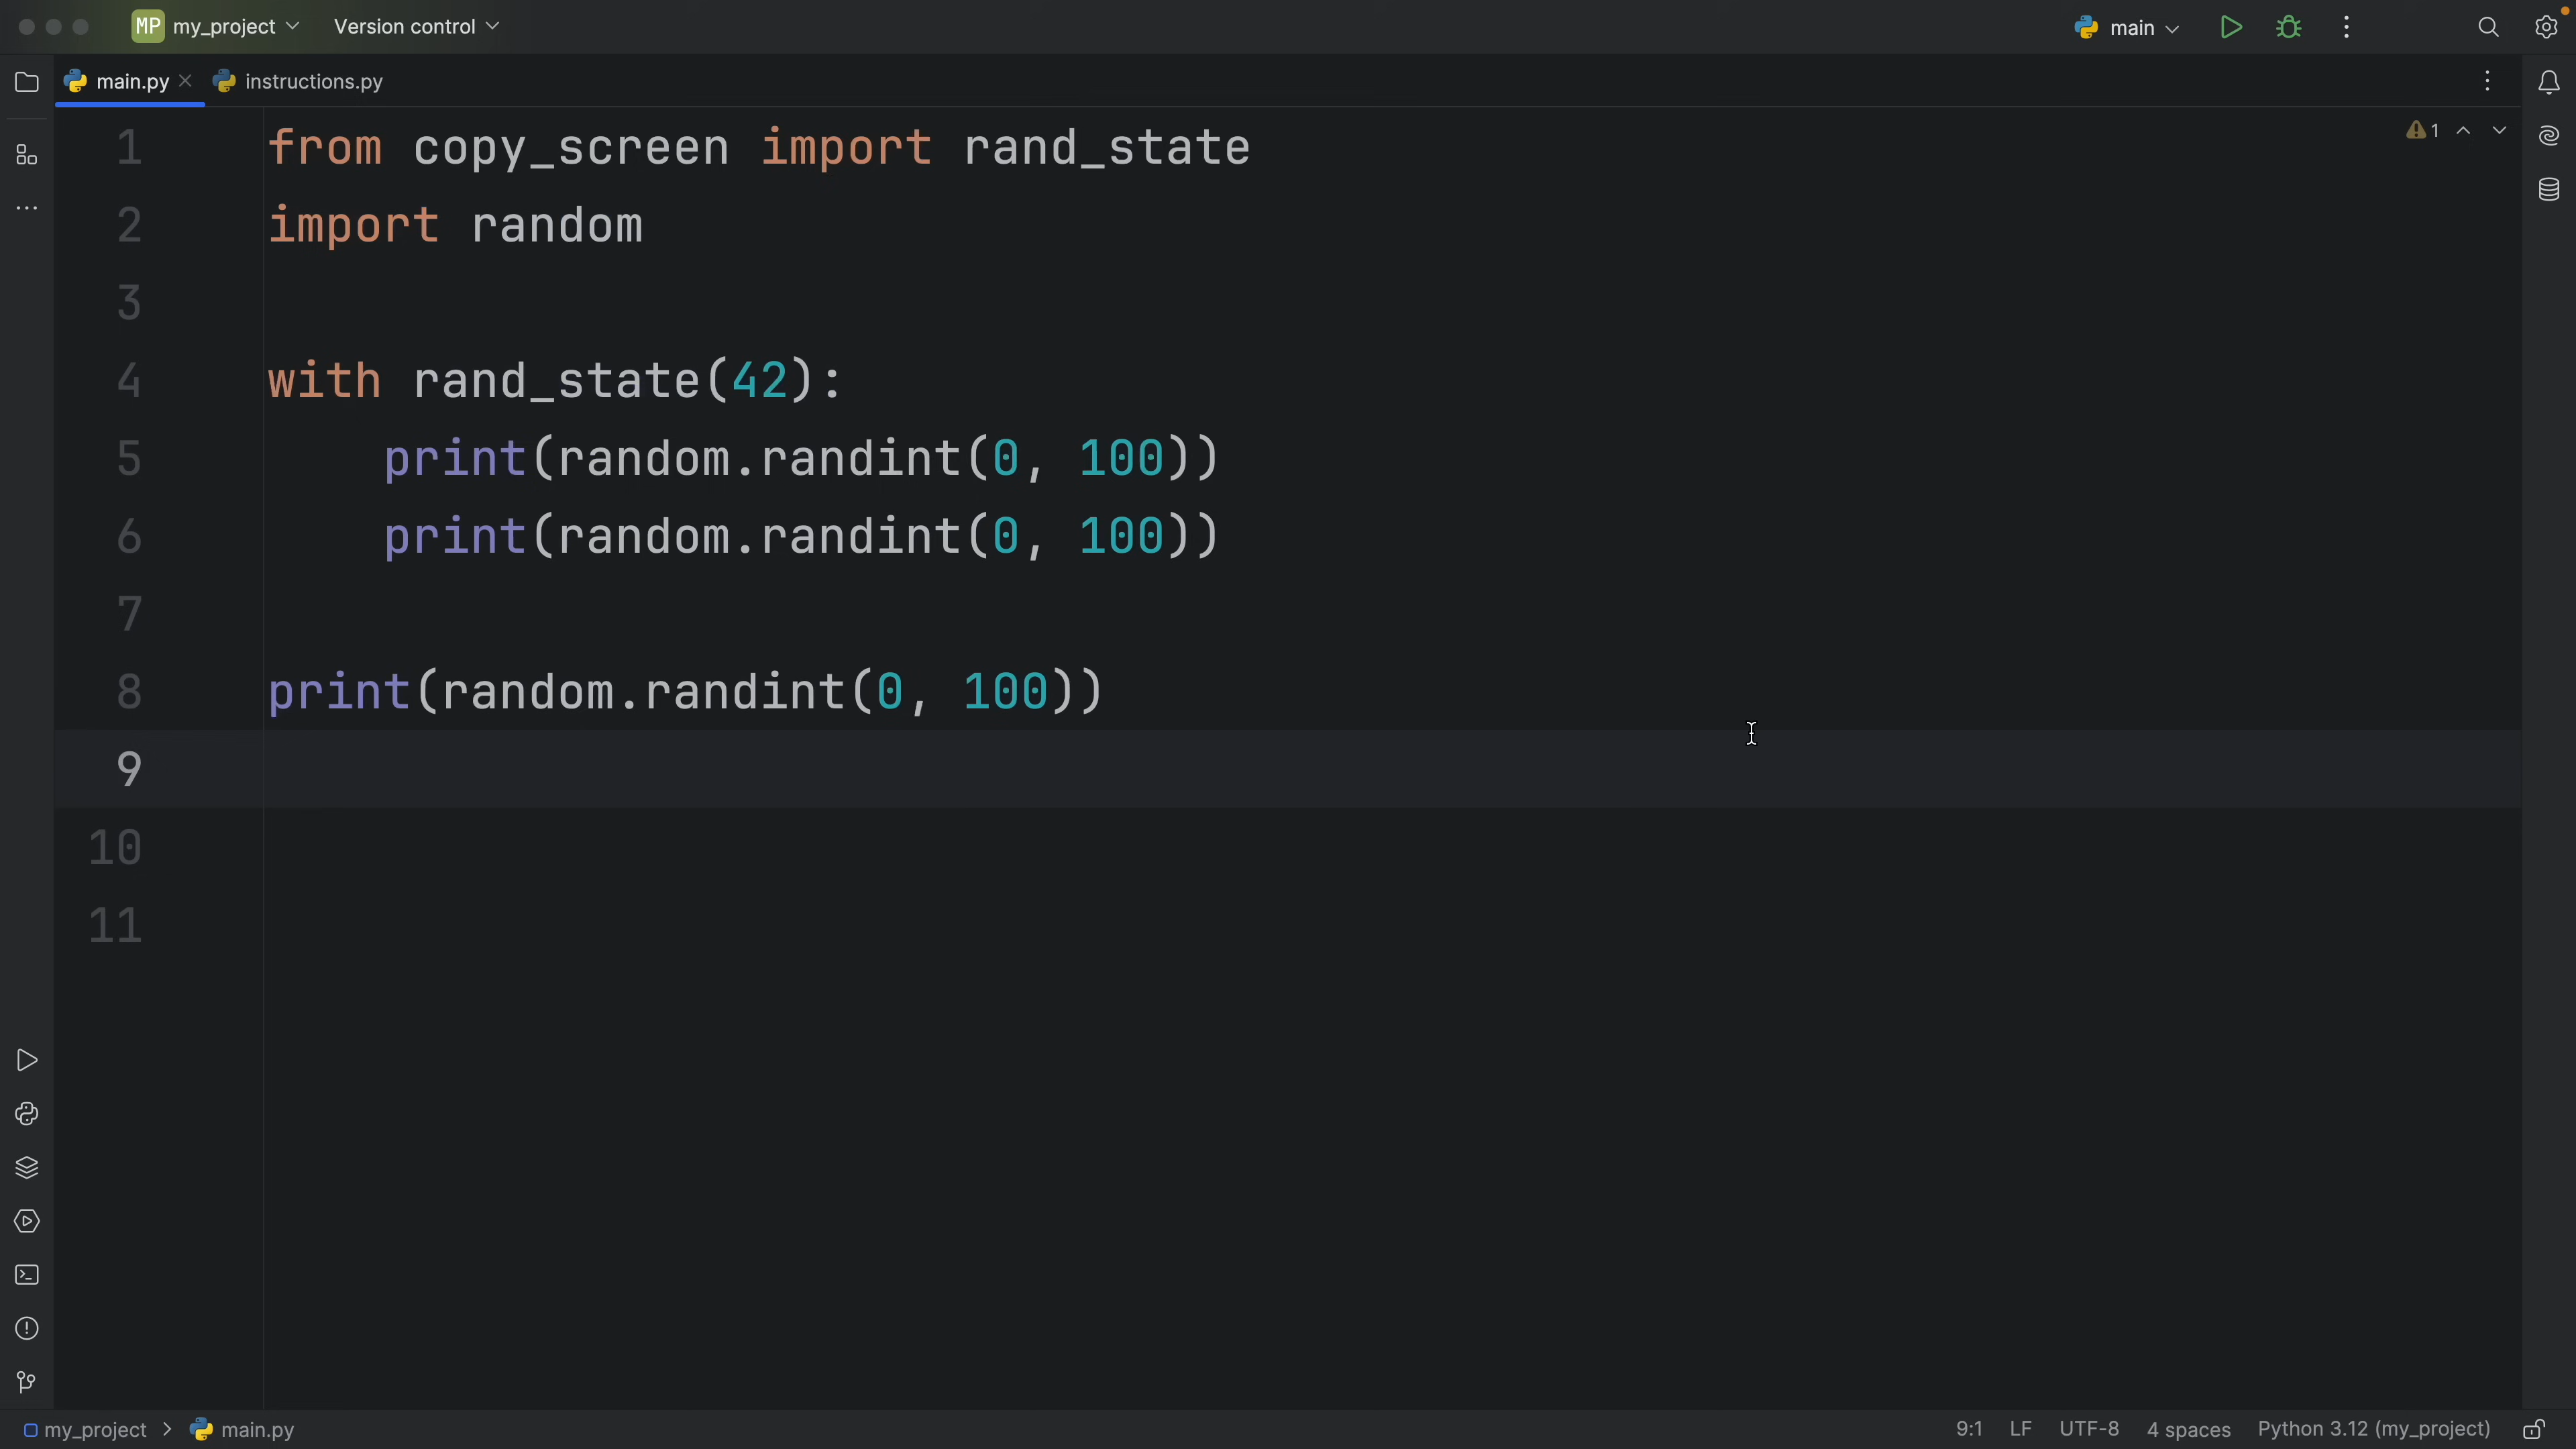 MP my_project Version control main
main.py instructions.py
1 from copy_screen import rand_state
1
2 import random
3
4 with rand_state(42):
5 print(random.randint(0, 100))
6 print(random.randint(0, 100))
7
8 print(random.randint(0, 100))
9
10
11
my_project > main.py 9:1 LF UTF-8 4 spaces Python 3.12 (my_project)